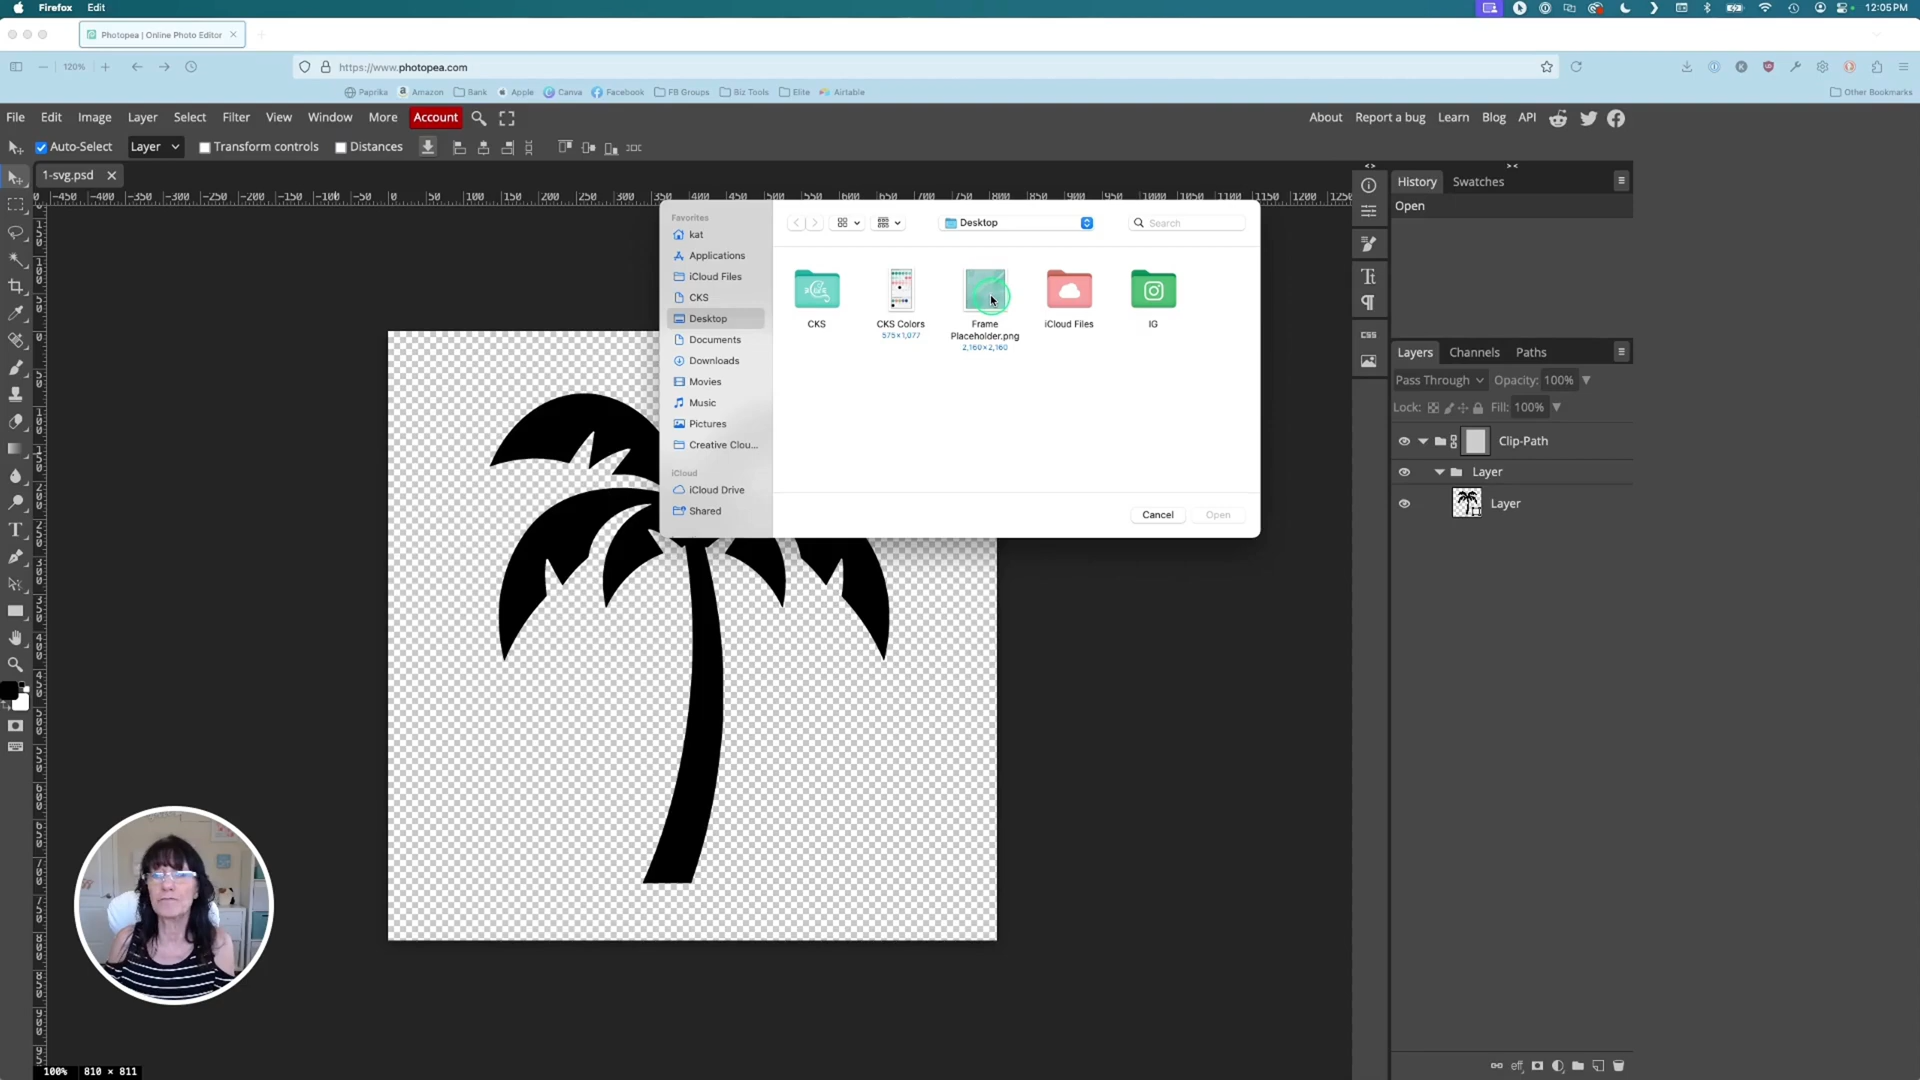 Firefox Edit 12:05PM
Photopea | Online Photo Editor
120% https://www.photopea.com
Paprika Amazon Bank Apple Canva Facebook FB Groups Biz Tools Elite Airtable Other Bookmarks
File Edit Image Layer Select Filter View Window More Account About Report a bug Learn Blog API
Auto-Select Layer Transform controls Distances
1-svg.psd
History Swatches
Open
Favorites
kat
Applications
iCloud Files
CKS
Desktop
Documents
Downloads
Movies
Music
Pictures
Creative Clou...
iCloud
iCloud Drive
Shared
Desktop Search
CKS
CKS Colors
575×1,077
Frame
Placeholder.png
2,160×2,160
iCloud Files
IG
Cancel Open
CSS
Layers Channels Paths
Pass Through Opacity: 100%
Lock: Fill: 100%
Clip-Path
Layer
Layer
eff
100% 810 × 811